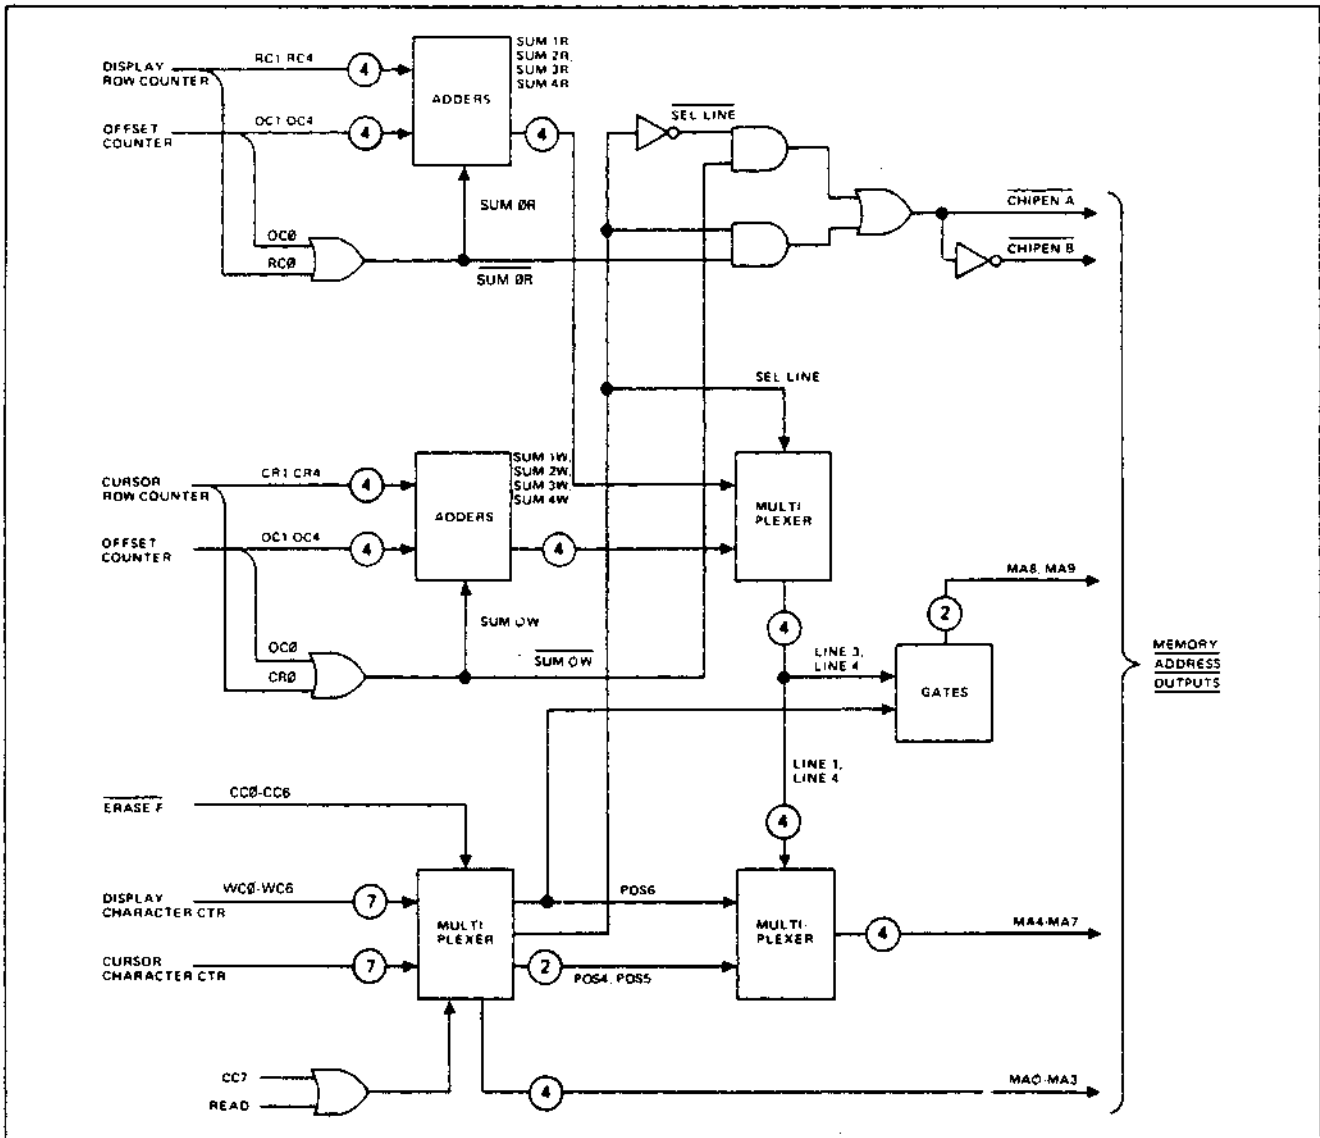 DISPLAY
ROW COUNTER
RC1 RC4
4
OFFSET
COUNTER
OC1 OC4
4
ADDERS
SUM 1R
SUM 2R,
SUM 3R
SUM 4R
4
SUM ØR
OCØ
RCØ
SUM ØR
SEL LINE
CHIPEN A
CHIPEN B
SEL LINE
CURSOR
ROW COUNTER
CR1 CR4
4
OFFSET
COUNTER
OC1 OC4
4
ADDERS
SUM 1W,
SUM 2W,
SUM 3W,
SUM 4W
4
MULTI
PLEXER
SUM OW
OCØ
CRØ
SUM OW
4
LINE 3,
LINE 4
GATES
2
MA8, MA9
MEMORY
ADDRESS
OUTPUTS
LINE 1,
LINE 4
4
ERASE F
CCØ-CC6
DISPLAY
CHARACTER CTR
WCØ-WC6
7
CURSOR
CHARACTER CTR
7
MULTI
PLEXER
POS6
2
POS4, POS5
MULTI-
PLEXER
4
MA4-MA7
CC7
READ
4
MAO-MA3